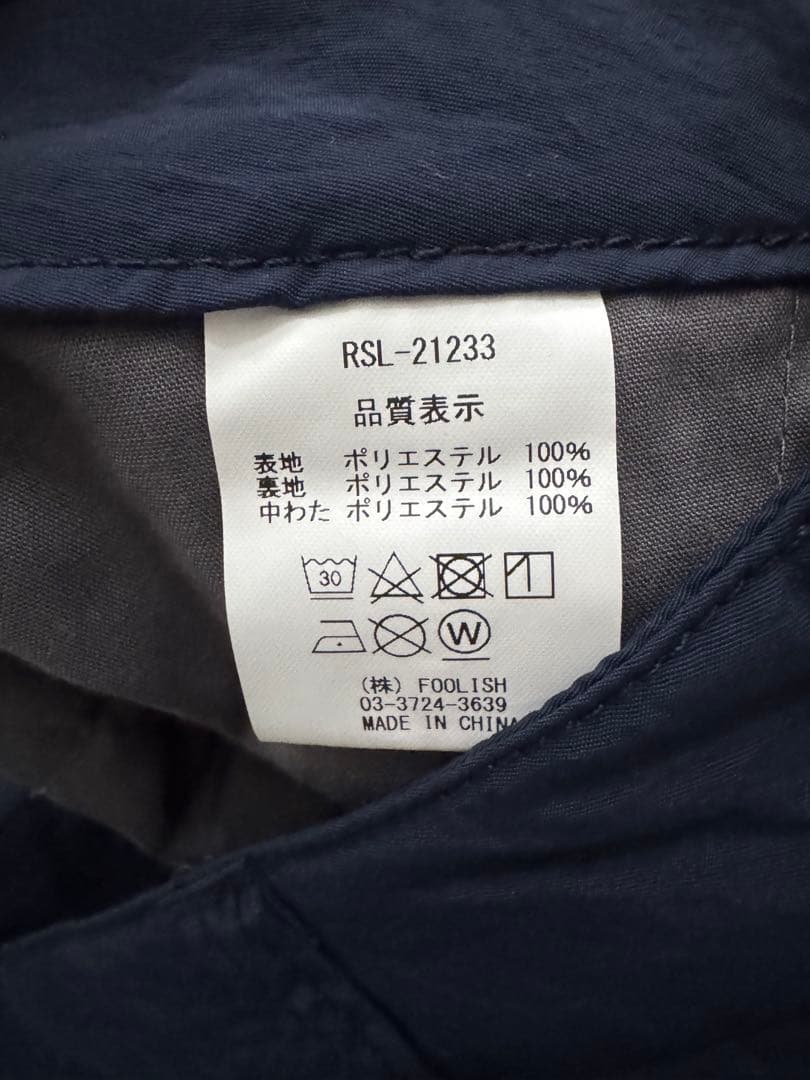 RSL-21233
品質表示
表地 ポリエステル 100%
裏地 ポリエステル 100%
中わた ポリエステル 100%
30
W
(株) FOOLISH
03-3724-3639
MADE IN CHINA